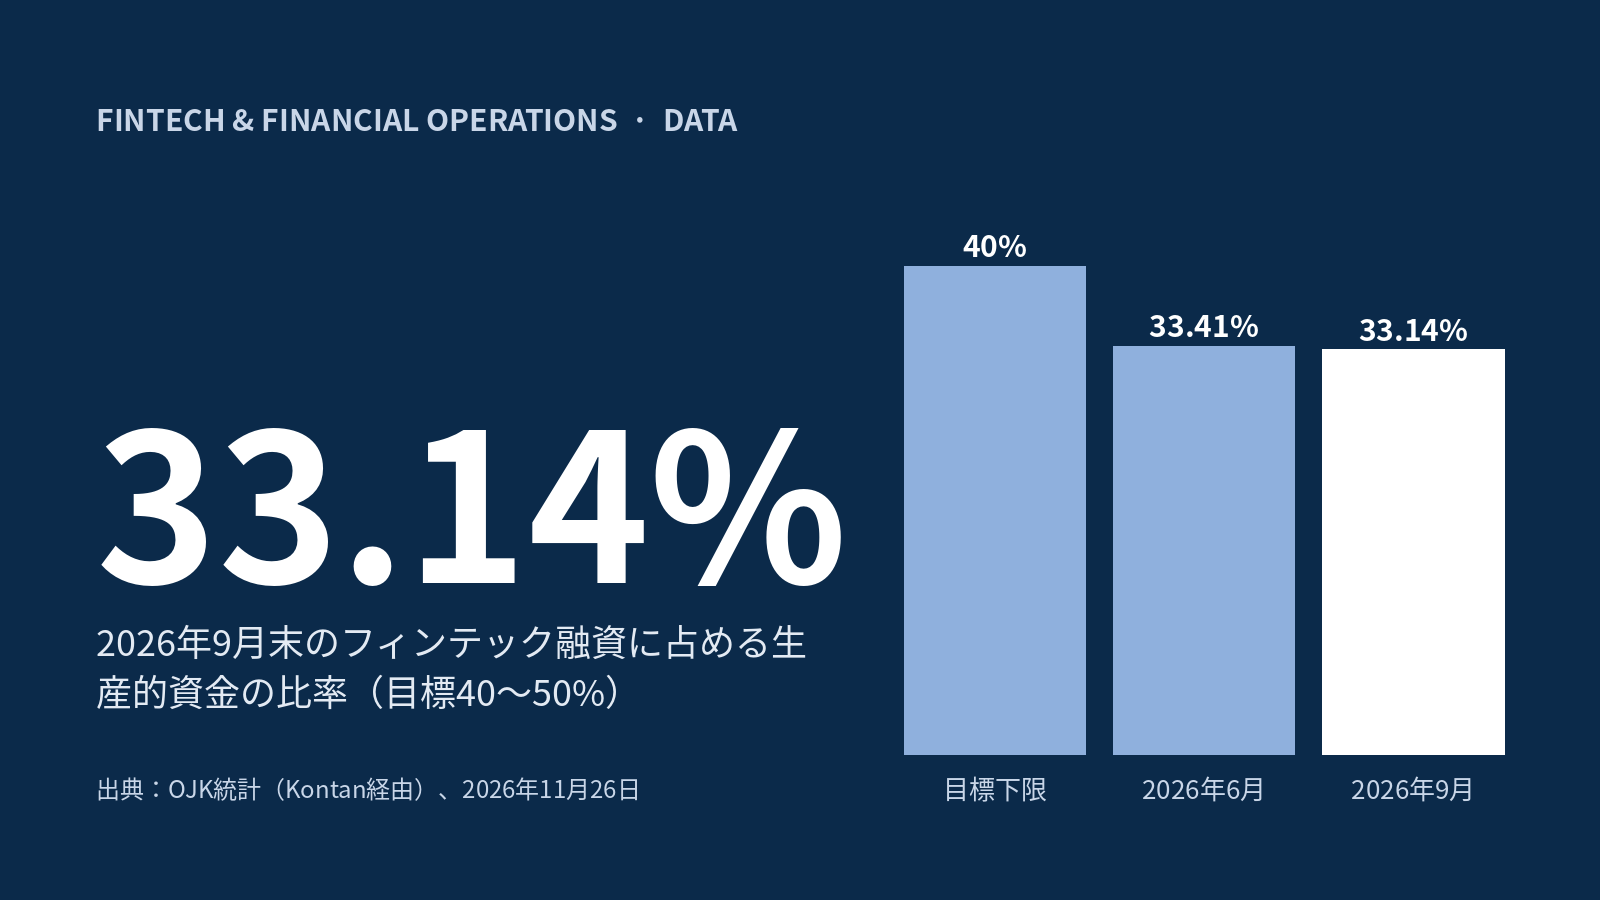 FINTECH & FINANCIAL OPERATIONS · DATA
33.14%
2026年9月末のフィンテック融資に占める生
産的資金の比率（目標40～50%）
出典：OJK統計（Kontan経由）、2026年11月26日
40%
33.41%
33.14%
目標下限
2026年6月
2026年9月